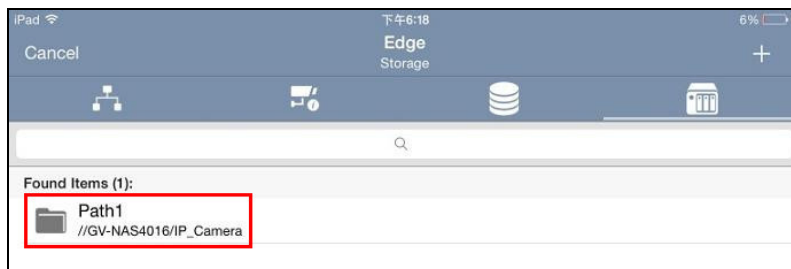 iPad 下午6:18 6%
Cancel Edge +
Storage
Found Items (1):
Path1
//GV-NAS4016/IP_Camera